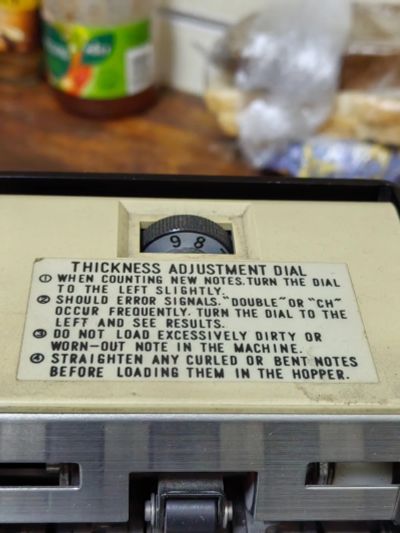 9 8
THICKNESS ADJUSTMENT DIAL
① WHEN COUNTING NEW NOTES.TURN THE DIAL
TO THE LEFT SLIGHTLY.
② SHOULD ERROR SIGNALS.“DOUBLE”OR “CH”
OCCUR FREQUENTLY. TURN THE DIAL TO THE
LEFT AND SEE RESULTS.
③ DO NOT LOAD EXCESSIVELY DIRTY OR
WORN-OUT NOTE IN THE MACHINE.
④ STRAIGHTEN ANY CURLED OR BENT NOTES
BEFORE LOADING THEM IN THE HOPPER.